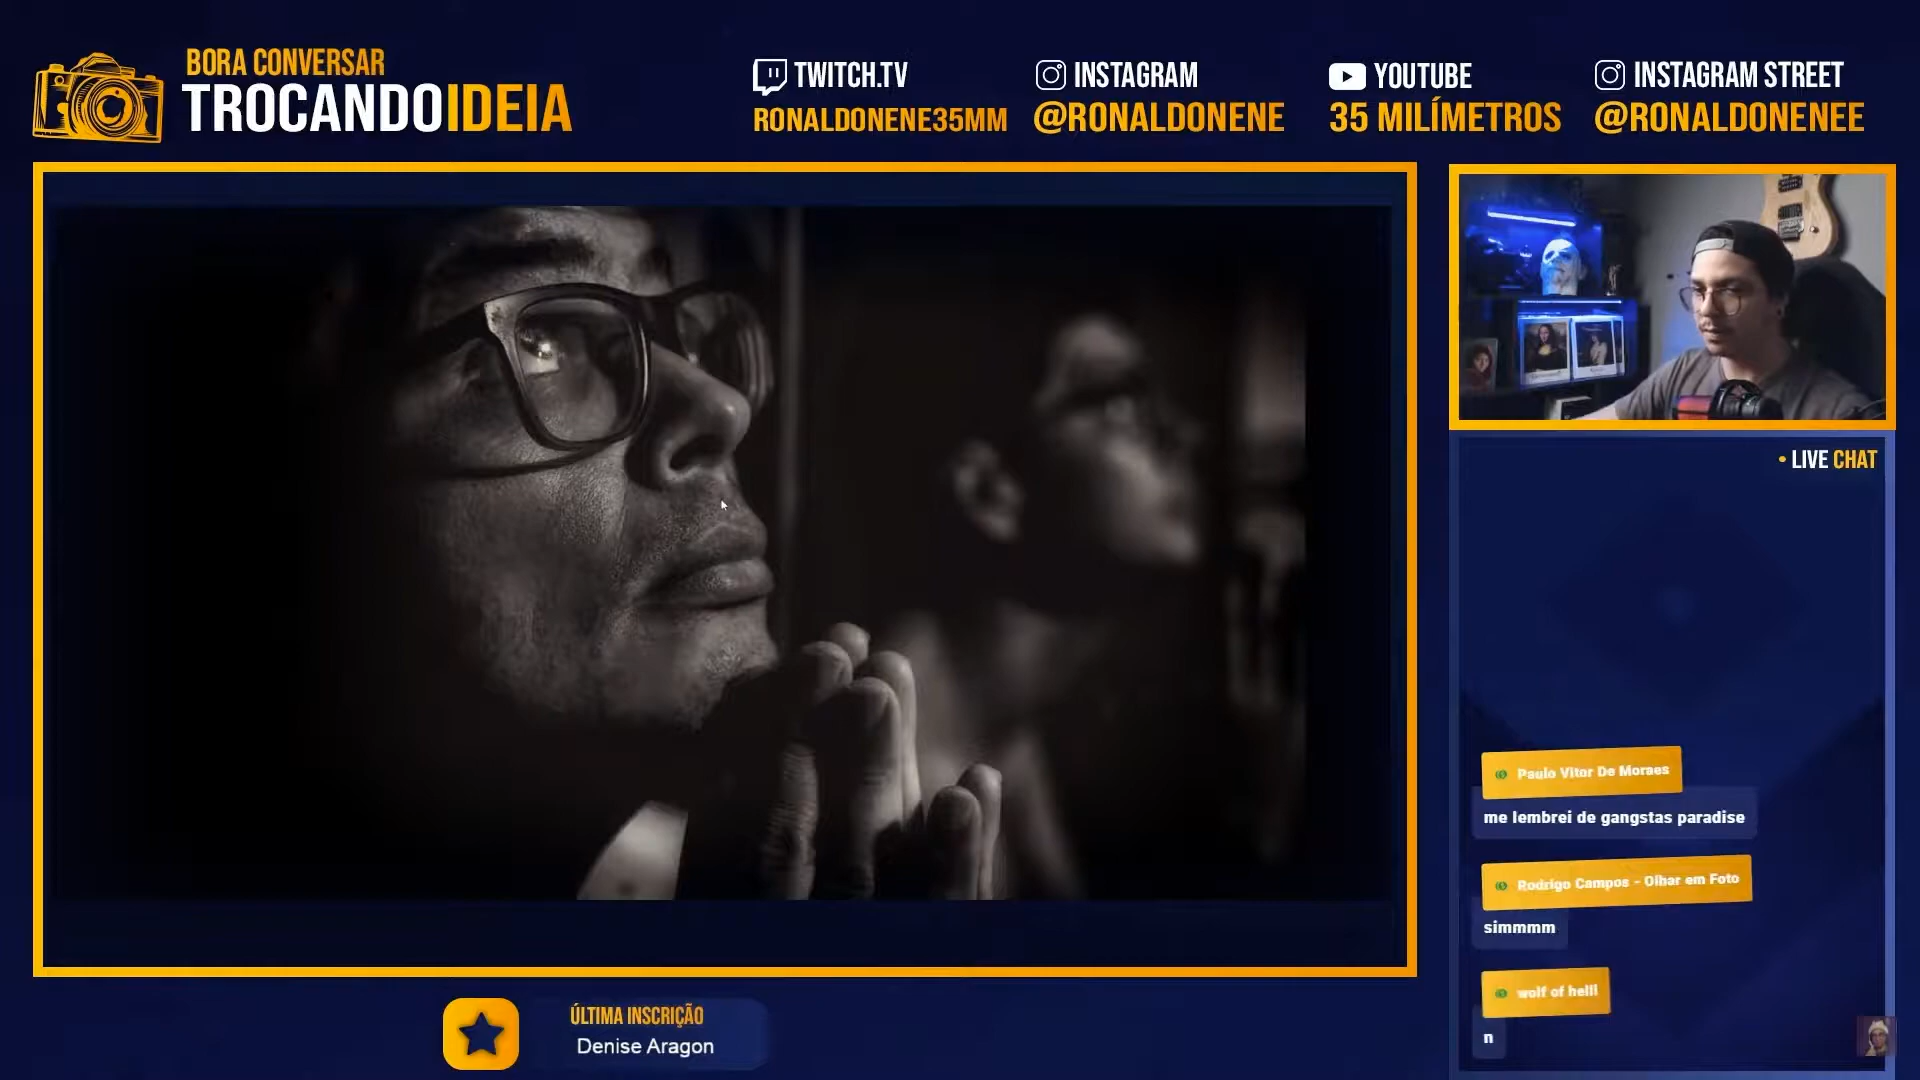 BORA CONVERSAR
TROCANDOIDEIA
TWITCH.TV
RONALDONENE35MM
INSTAGRAM
@RONALDONENE
YOUTUBE
35 MILÍMETROS
INSTAGRAM STREET
@RONALDONENEE
• LIVE CHAT
Paulo Vitor De Moraes
me lembrei de gangstas paradise
Rodrigo Campos - Olhar em Foto
simmmm
wolf of helll
n
ÚLTIMA INSCRIÇÃO
Denise Aragon